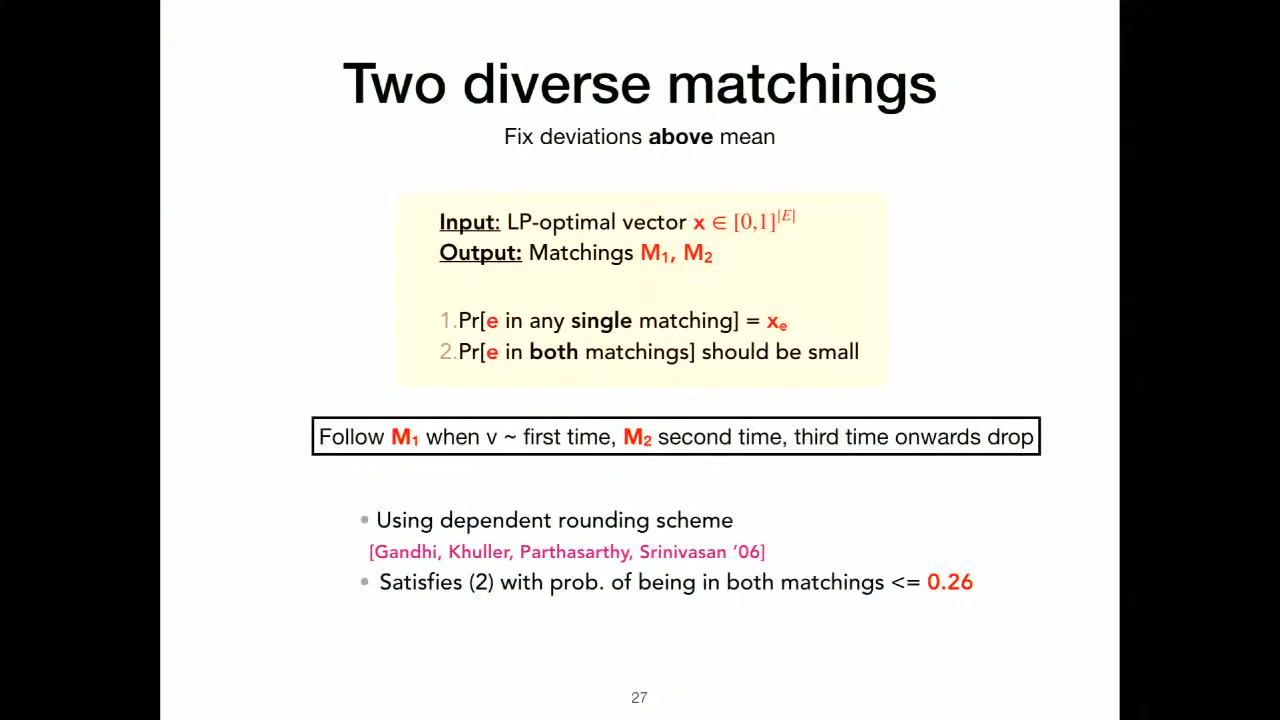 Two diverse matchings
Fix deviations above mean
Input: LP-optimal vector x ∈ [0,1]^|E|
Output: Matchings M₁, M₂
1.Pr[e in any single matching] = xₑ
2.Pr[e in both matchings] should be small
Follow M₁ when v ~ first time, M₂ second time, third time onwards drop
• Using dependent rounding scheme
[Gandhi, Khuller, Parthasarthy, Srinivasan ‘06]
• Satisfies (2) with prob. of being in both matchings <= 0.26
27